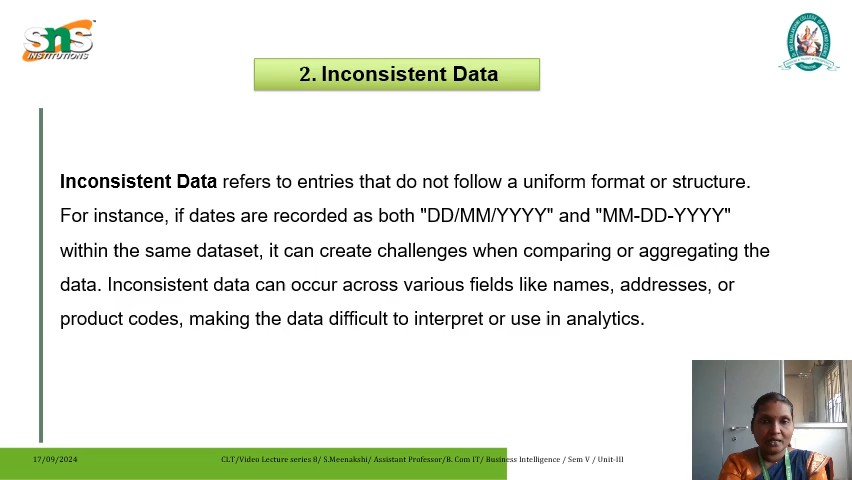 sns
INSTITUTIONS
2. Inconsistent Data
Inconsistent Data refers to entries that do not follow a uniform format or structure.
For instance, if dates are recorded as both "DD/MM/YYYY" and "MM-DD-YYYY"
within the same dataset, it can create challenges when comparing or aggregating the
data. Inconsistent data can occur across various fields like names, addresses, or
product codes, making the data difficult to interpret or use in analytics.
17/09/2024
CLT/Video Lecture series 8/ S.Meenakshi/ Assistant Professor/B. Com IT/ Business Intelligence / Sem V / Unit-III